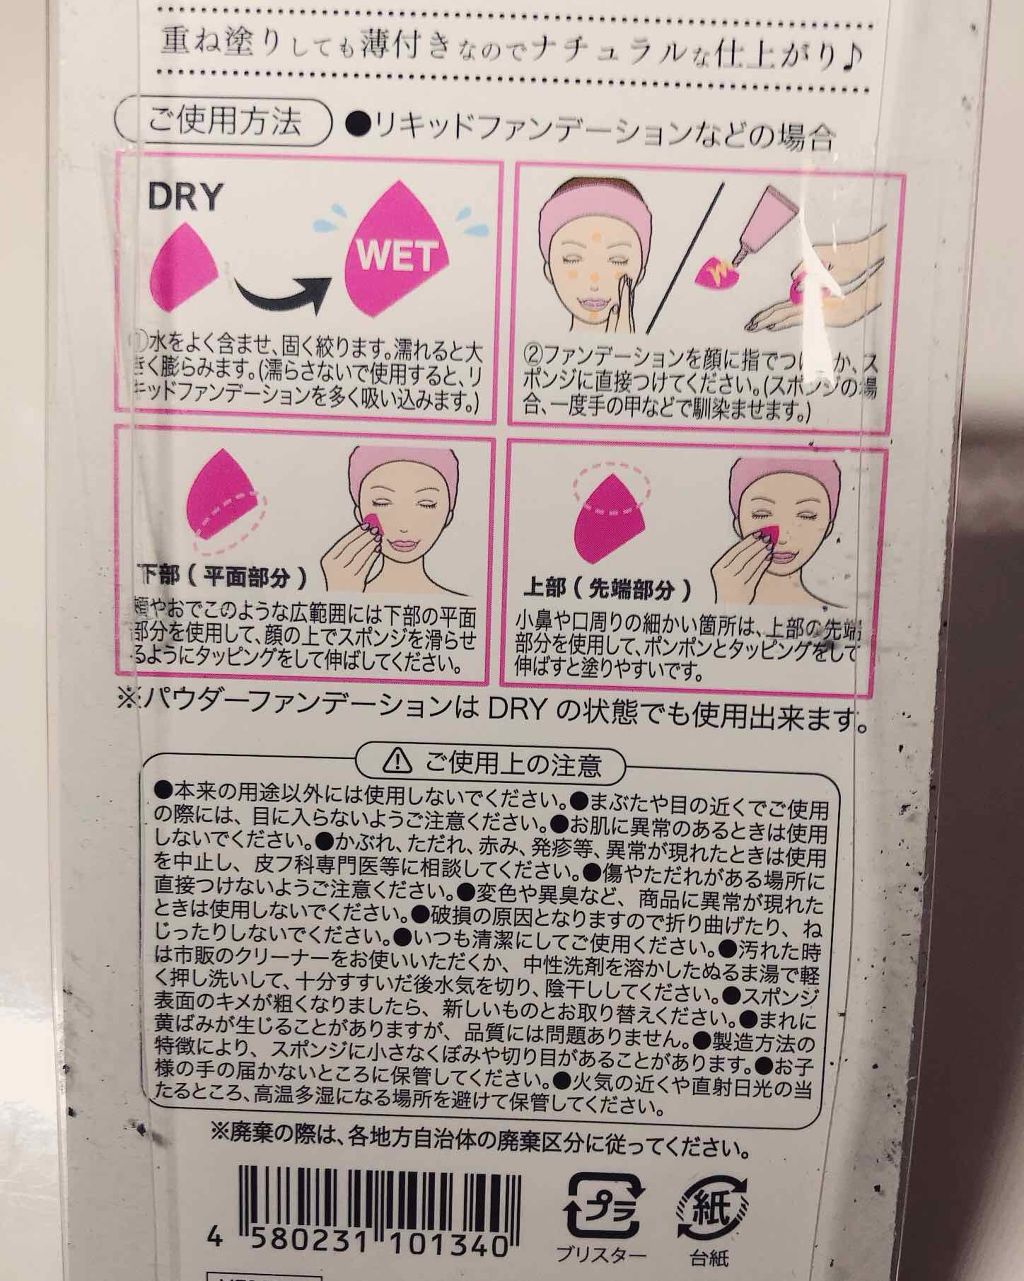 重ね塗りしても薄付きなのでナチュラルな仕上がり♪
ご使用方法 ●リキッドファンデーションなどの場合
DRY
WET
①水をよく含ませ、固く絞ります。濡れると大
きく膨らみます。(濡らさないで使用すると、リ
キッドファンデーションを多く吸い込みます。)
②ファンデーションを顔に指でつ か、ス
ポンジに直接つけてください。(スポンジの場
合、一度手の甲などで馴染ませます。)
下部(平面部分)
頬やおでこのような広範囲には下部の平面
部分を使用して、顔の上でスポンジを滑らせ
るようにタッピングをして伸ばしてください。
上部(先端部分)
小鼻や口周りの細かい箇所は、上部の先端
部分を使用して、ポンポンとタッピングをして
伸ばすと塗りやすいです。
※パウダーファンデーションは DRY の状態でも使用出来ます。
⚠ ご使用上の注意
●本来の用途以外には使用しないでください。●まぶたや目の近くでご使用
の際には、目に入らないようご注意ください。●お肌に異常のあるときは使用
しないでください。●かぶれ、ただれ、赤み、発疹等、異常が現れたときは使用
を中止し、皮フ科専門医等に相談してください。●傷やただれがある場所に
直接つけないようご注意ください。●変色や異臭など、商品に異常が現れた
ときは使用しないでください。●破損の原因となりますので折り曲げたり、ね
じったりしないでください。●いつも清潔にしてご使用ください。●汚れた時
は市販のクリーナーをお使いいただくか、中性洗剤を溶かしたぬるま湯で軽
く押し洗いして、十分すすいだ後水気を切り、陰干ししてください。●スポンジ
表面のキメが粗くなりましたら、新しいものとお取り替えください。●まれに
黄ばみが生じることがありますが、品質には問題ありません。●製造方法の
特徴により、スポンジに小さなくぼみや切り目があることがあります。●お子
様の手の届かないところに保管してください。●火気の近くや直射日光の当
たるところ、高温多湿になる場所を避けて保管してください。
※廃棄の際は、各地方自治体の廃棄区分に従ってください。
4 580231 101340
プラ
ブリスター
紙
台紙